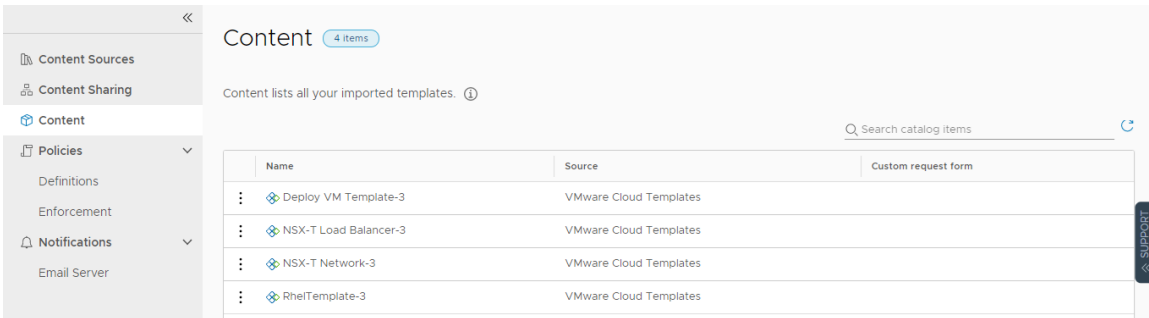 Content Sources
Content Sharing
Content
Policies
Definitions
Enforcement
Notifications
Email Server
Content 4 items
Content lists all your imported templates.
Search catalog items
Name Source Custom request form
Deploy VM Template-3 VMware Cloud Templates
NSX-T Load Balancer-3 VMware Cloud Templates
NSX-T Network-3 VMware Cloud Templates
RhelTemplate-3 VMware Cloud Templates
SUPPORT